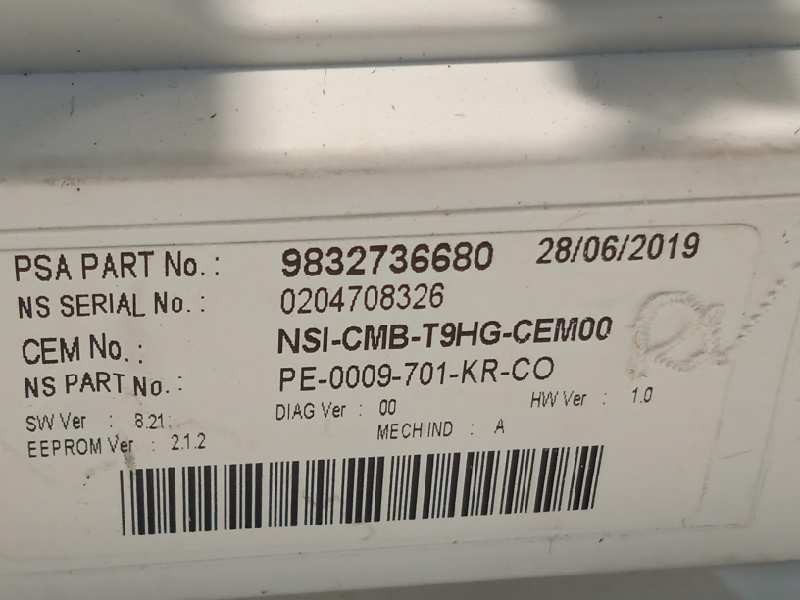 PSA PART No. : 9832736680 28/06/2019
NS SERIAL No. : 0204708326
CEM No. : NSI-CMB-T9HG-CEM00
NS PART No. : PE-0009-701-KR-CO
SW Ver : 8.21: DIAG Ver : 00 HW Ver : 1.0
EEPROM Ver : 2.1.2 MECH IND : A